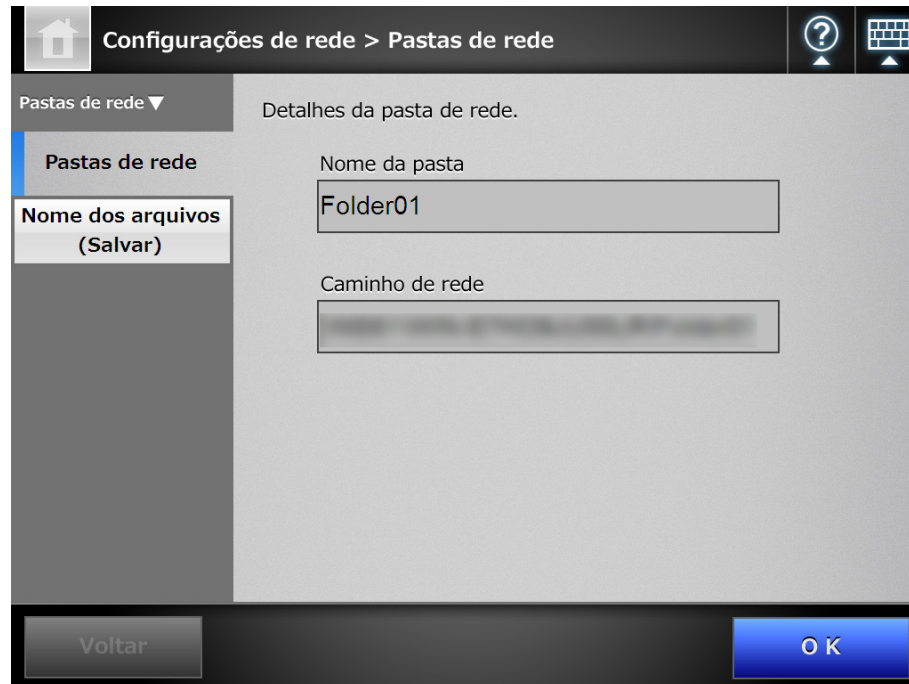 Configurações de rede > Pastas de rede
?
Pastas de rede▼
Pastas de rede
Nome dos arquivos
(Salvar)
Detalhes da pasta de rede.
Nome da pasta
Folder01
Caminho de rede
Voltar
OK